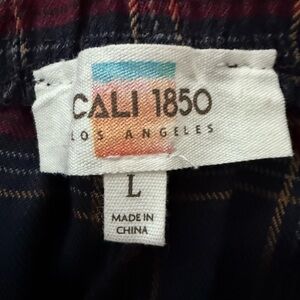 CALI 1850
LOS ANGELES
L
MADE IN
CHINA